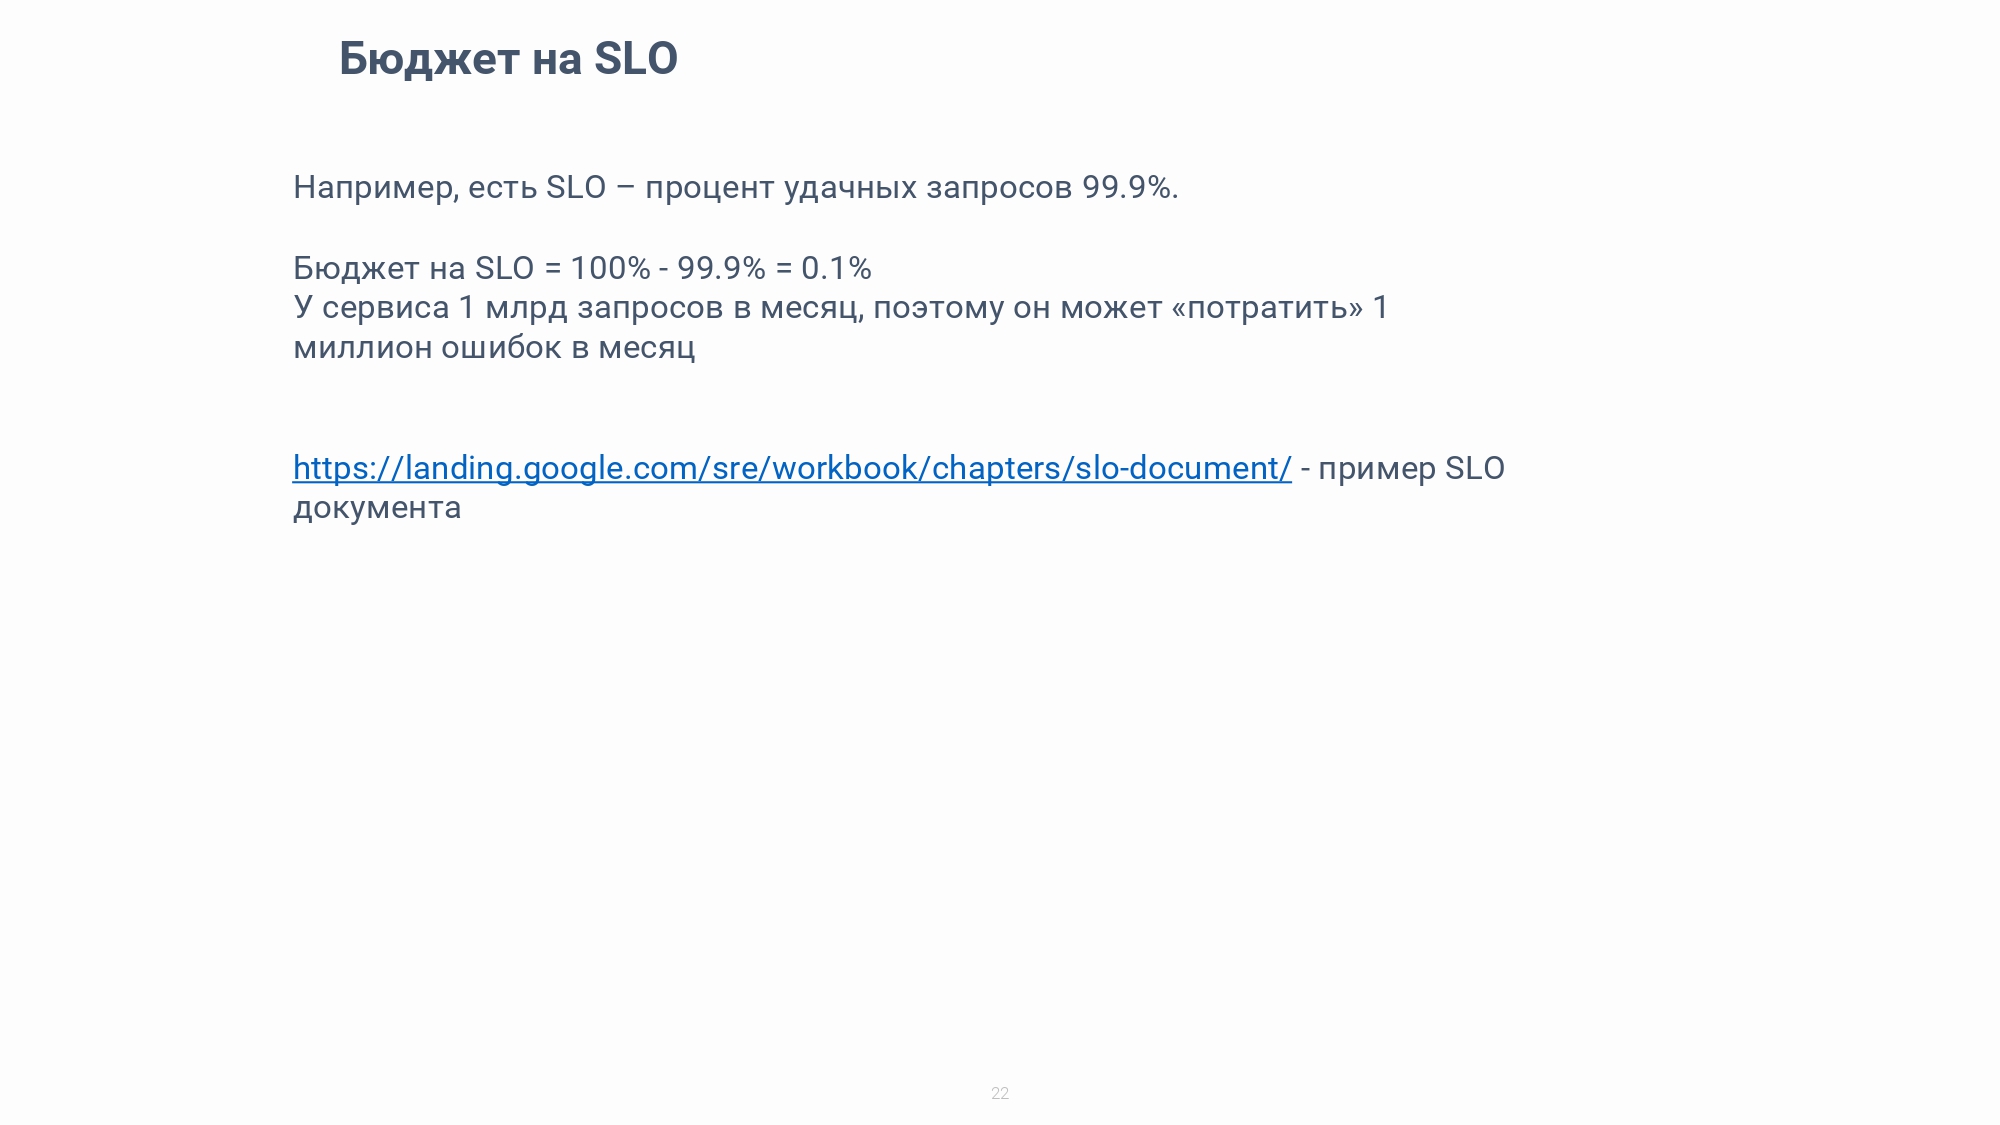 Бюджет на SLO
Например, есть SLO – процент удачных запросов 99.9%.
Бюджет на SLO = 100% - 99.9% = 0.1%
У сервиса 1 млрд запросов в месяц, поэтому он может «потратить» 1
миллион ошибок в месяц
https://landing.google.com/sre/workbook/chapters/slo-document/ - пример SLO
документа
22